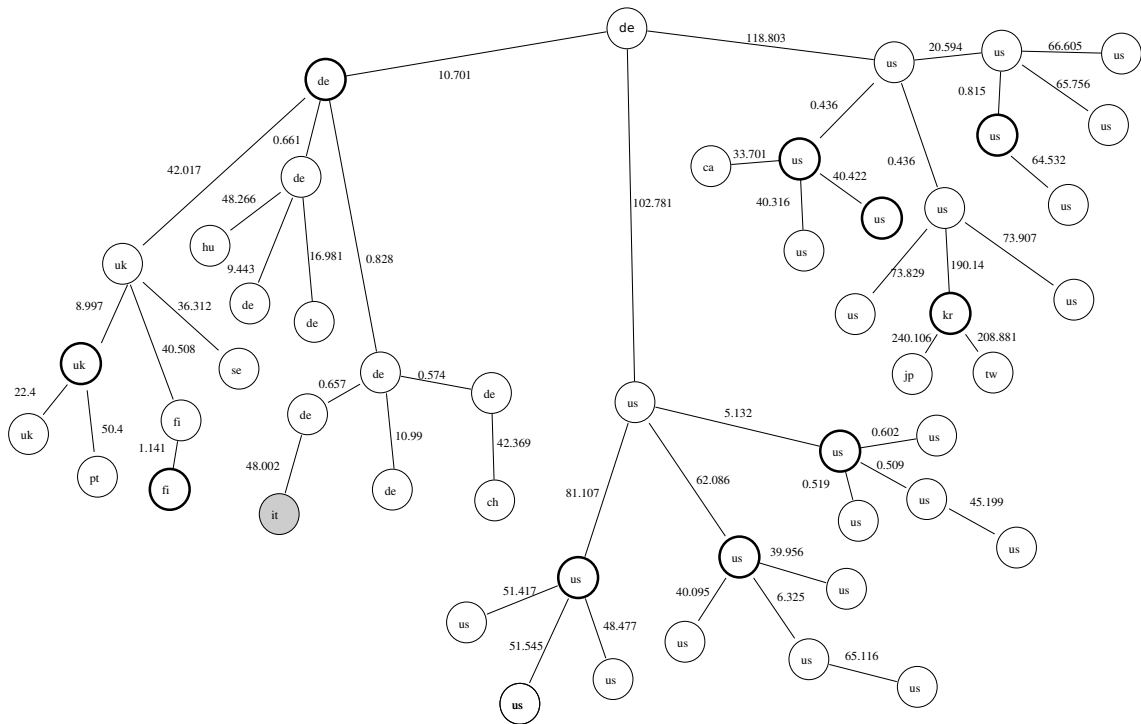 de
118.803
20.594
us
66.605
us
us
10.701
de
0.815
65.756
us
0.436
us
us
0.661
42.017
ca
33.701
us
0.436
64.532
40.422
de
48.266
40.316
us
us
102.781
us
us
73.907
hu
us
9.443
16.981
0.828
73.829
190.14
uk
8.997
36.312
de
de
us
kr
us
40.508
240.106
208.881
uk
se
jp
tw
22.4
0.657
de
0.574
de
us
5.132
fi
de
50.4
1.141
10.99
42.369
uk
0.602
us
us
0.509
48.002
62.086
0.519
pt
fi
de
ch
81.107
us
45.199
it
us
us
us
39.956
us
51.417
40.095
6.325
us
us
51.545
48.477
us
65.116
us
us
us
us